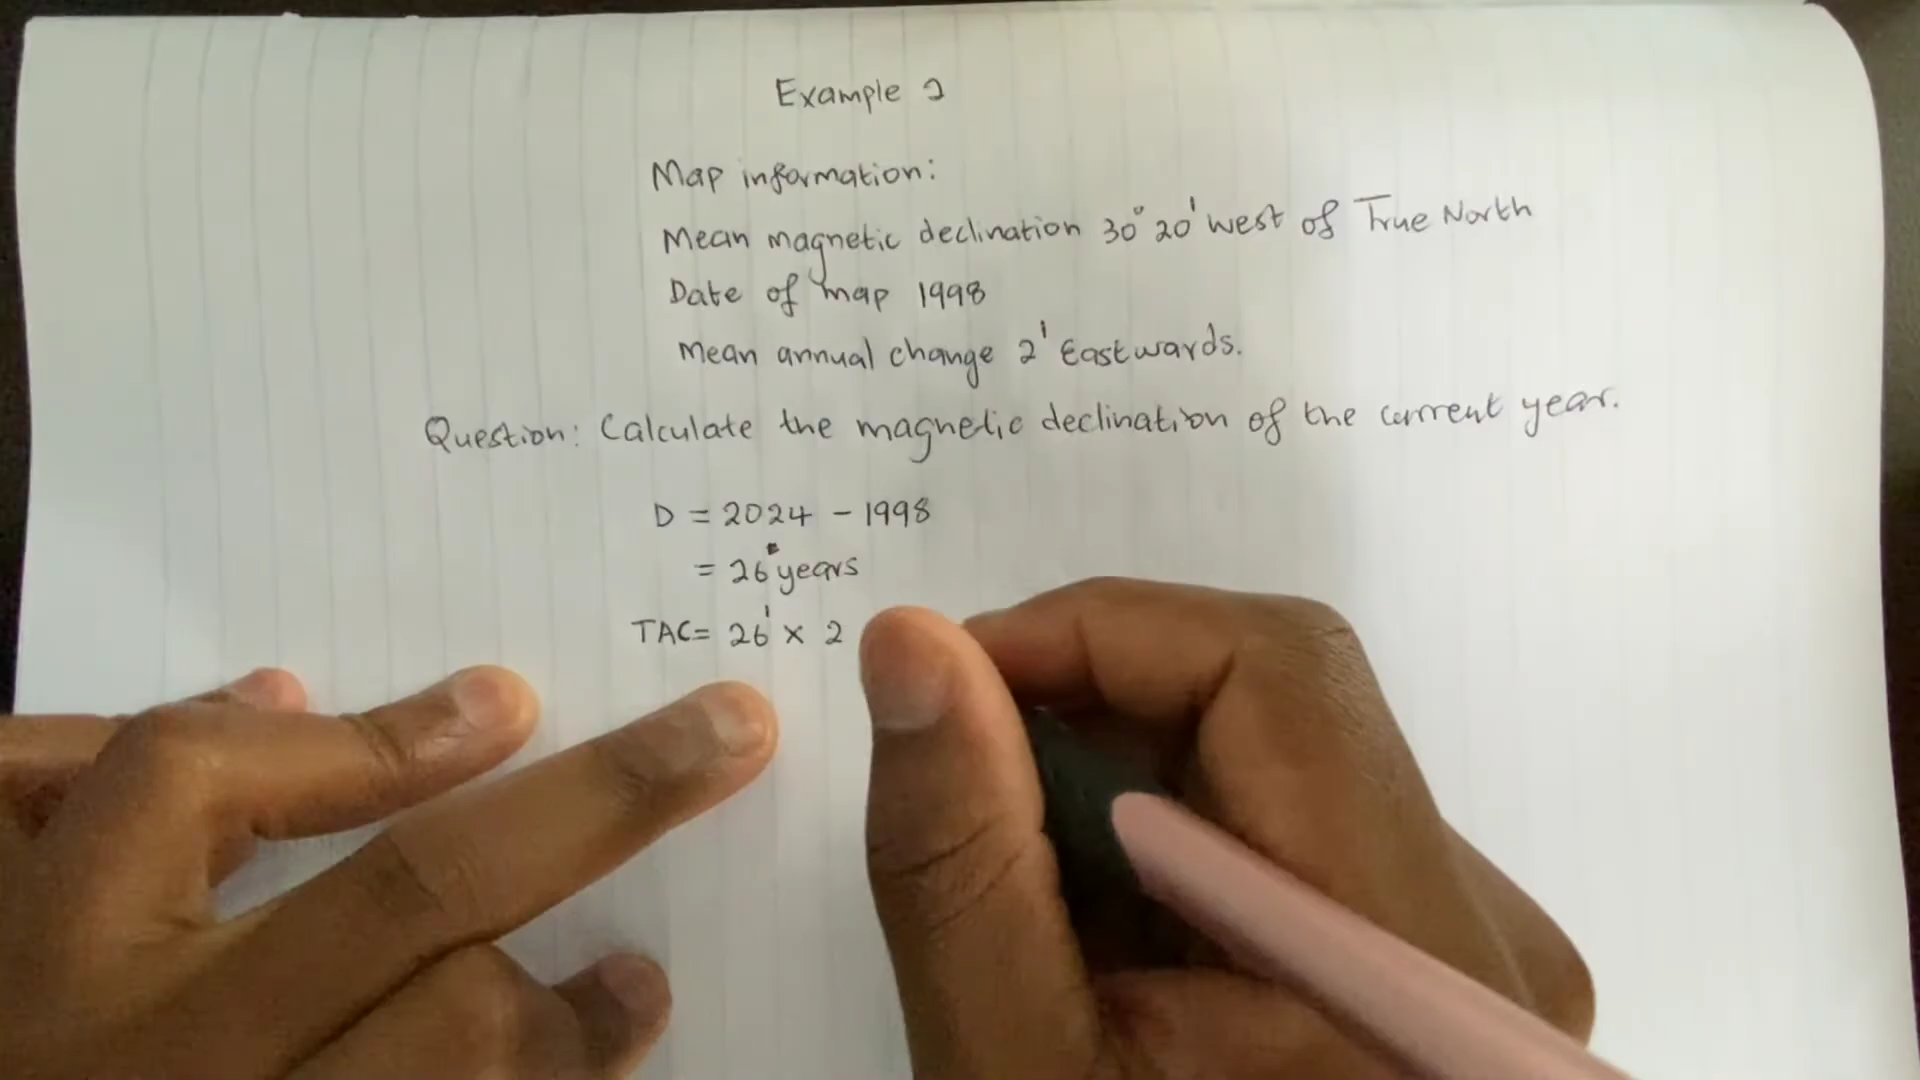 Example 2
Map information:
Mean magnetic declination 30° 20' west of True North
Date of map 1998
Mean annual change 2' Eastwards.
Question: Calculate the magnetic declination of the current year.
D = 2024 - 1998
= 26 years
TAC= 26' x 2